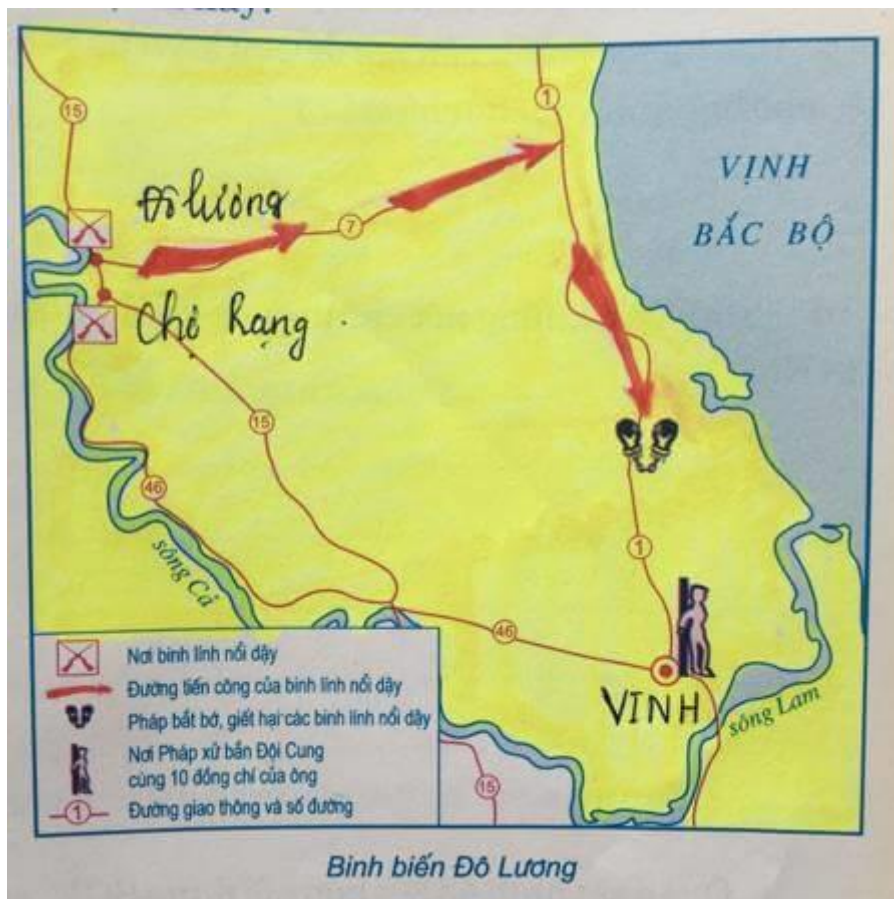 15
1
VỊNH
BẮC BỘ
Đô lương
7
Chợ Rạng
15
46
sông Cả
1
46
VINH
sông Lam
15
Nơi binh lính nổi dậy
Đường tiến công của binh lính nổi dậy
Pháp bắt bớ, giết hại các binh lính nổi dậy
Nơi Pháp xử bắn Đội Cung
cùng 10 đồng chí của ông
1 Đường giao thông và số đường
Binh biến Đô Lương